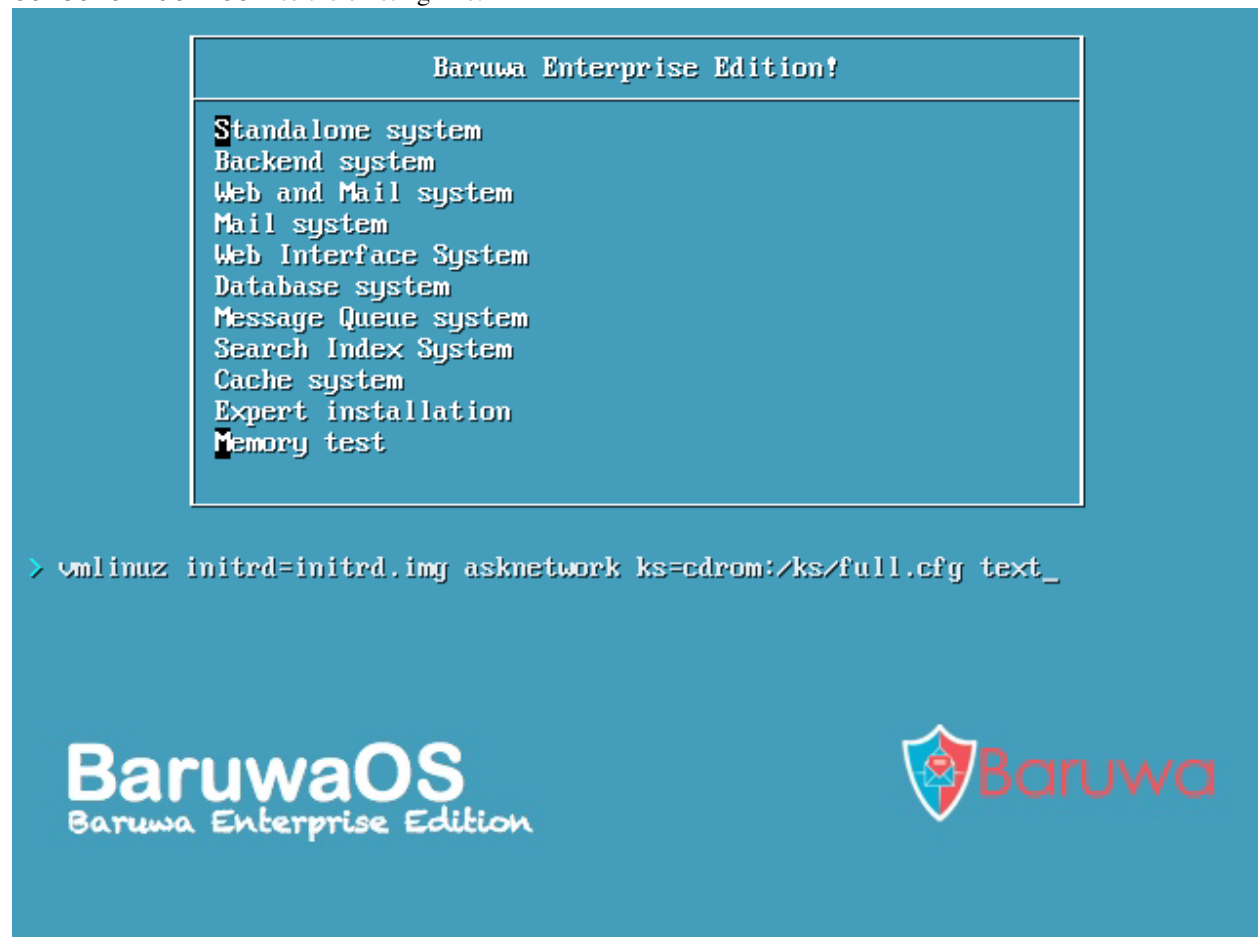 Baruwa Enterprise Edition!
Standalone system
Backend system
Web and Mail system
Mail system
Web Interface System
Database system
Message Queue system
Search Index System
Cache system
Expert installation
Memory test
> vmlinuz initrd=initrd.img asknetwork ks=cdrom:/ks/full.cfg text_
BaruwaOS
Baruwa Enterprise Edition
Baruwa